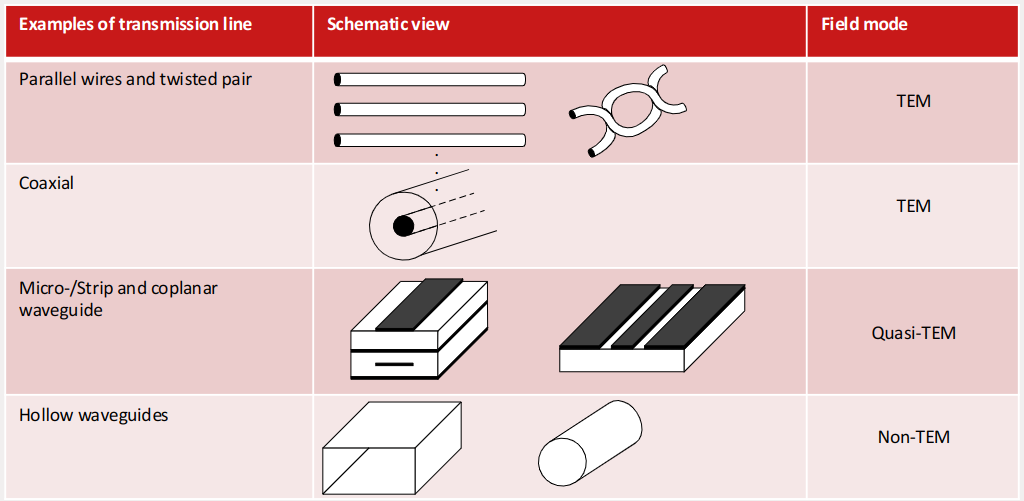 Examples of transmission line
Schematic view
Field mode
Parallel wires and twisted pair
TEM
Coaxial
TEM
Micro-/Strip and coplanar
waveguide
Quasi-TEM
Hollow waveguides
Non-TEM